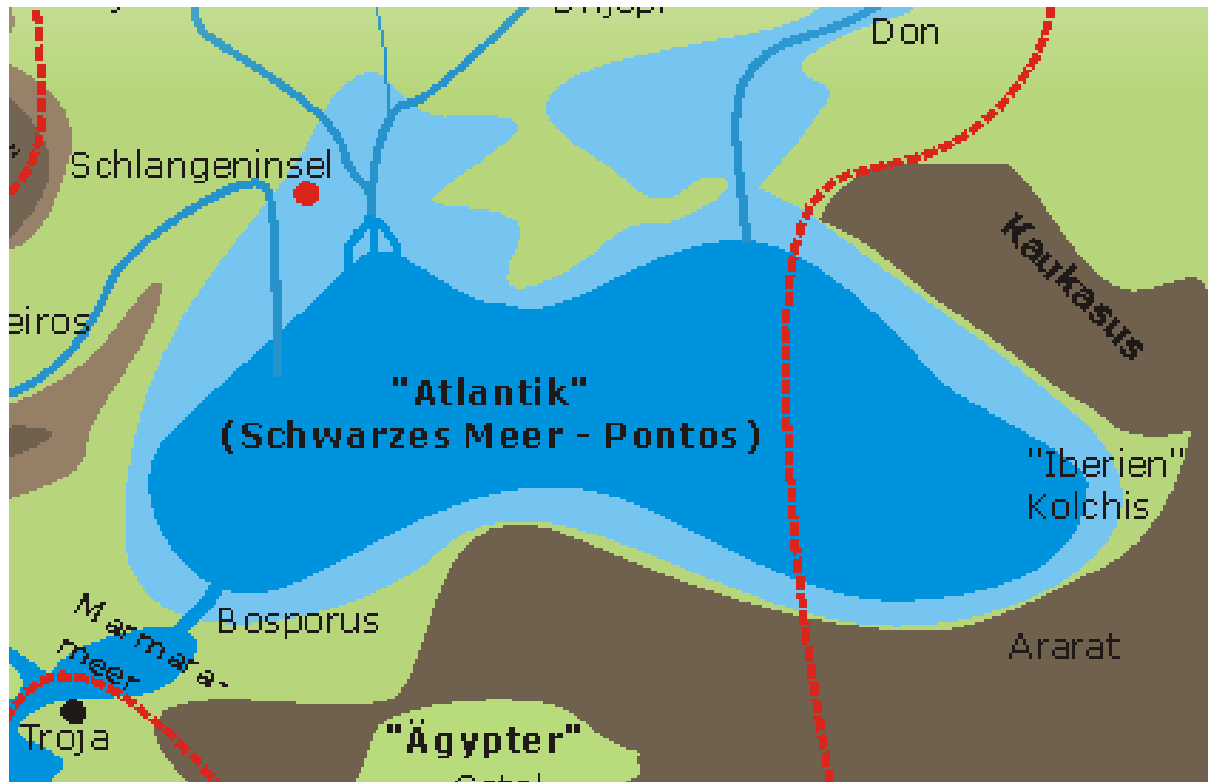 Don
Schlangeninsel
Kaukasus
eiros
"Atlantik"
(Schwarzes Meer - Pontos)
"Iberien"
Kolchis
Marmara-
meer
Bosporus
Ararat
Troja
"Ägypter"